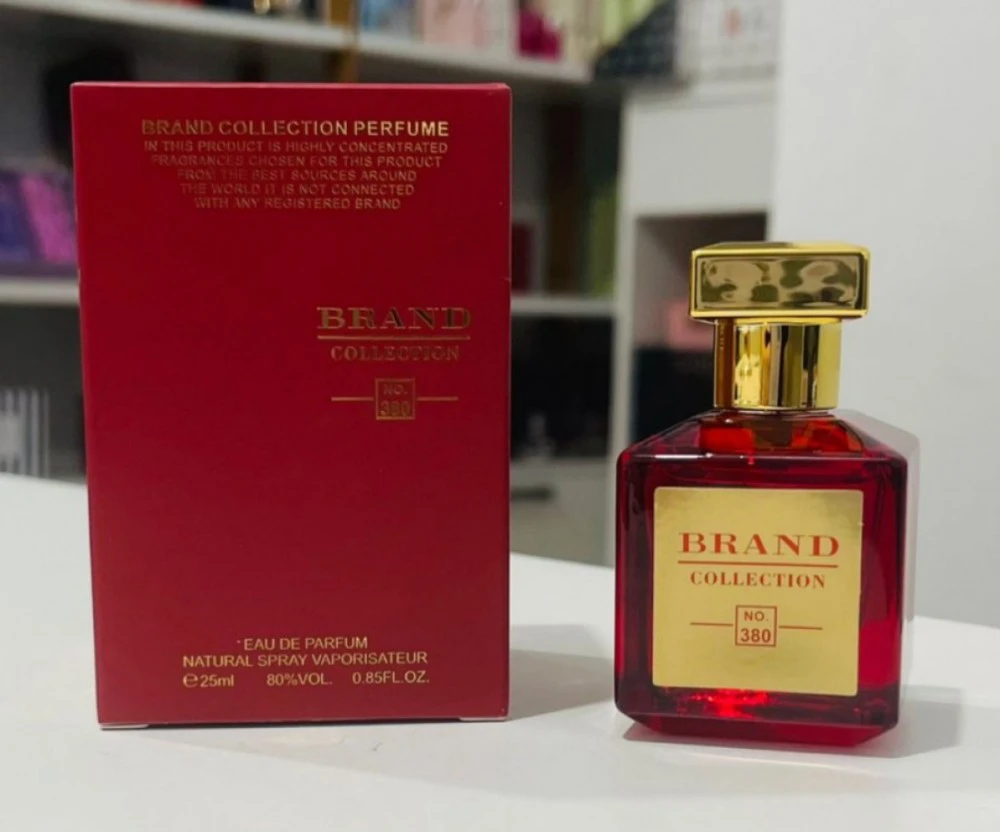 BRAND COLLECTION PERFUME
IN THIS PRODUCT IS HIGHLY CONCENTRATED
FRAGRANCES CHOSEN FOR THIS PRODUCT
FROM THE BEST SOURCES AROUND
THE WORLD IT IS NOT CONNECTED
WITH ANY REGISTERED BRAND
BRAND
COLLECTION
NO.
380
EAU DE PARFUM
NATURAL SPRAY VAPORISATEUR
℮25ml 80%VOL. 0.85FL.OZ.
BRAND
COLLECTION
NO.
380